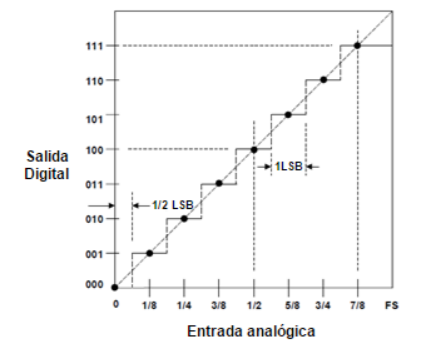 111
110
101
100
011
010
001
000
Salida
Digital
1/2 LSB
1LSB
0 1/8 1/4 3/8 1/2 5/8 3/4 7/8 FS
Entrada analógica